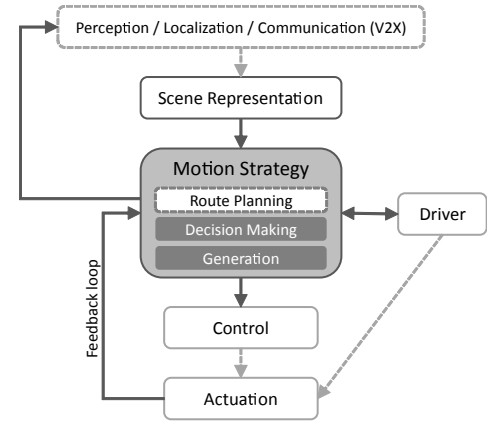 Perception / Localization / Communication (V2X)
Scene Representation
Motion Strategy
Route Planning
Decision Making
Generation
Driver
Feedback loop
Control
Actuation